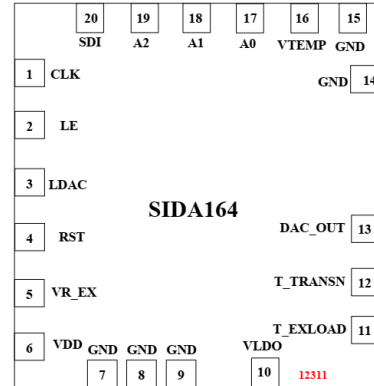 20 19 18 17 16 15
SDI A2 A1 A0 VTEMP GND
1 CLK
GND 14
2 LE
3 LDAC
SIDA164
DAC_OUT 13
4 RST
T_TRANSN 12
5 VR_EX
T_EXLOAD 11
6 VDD GND GND GND VLDO
7 8 9 10 12311